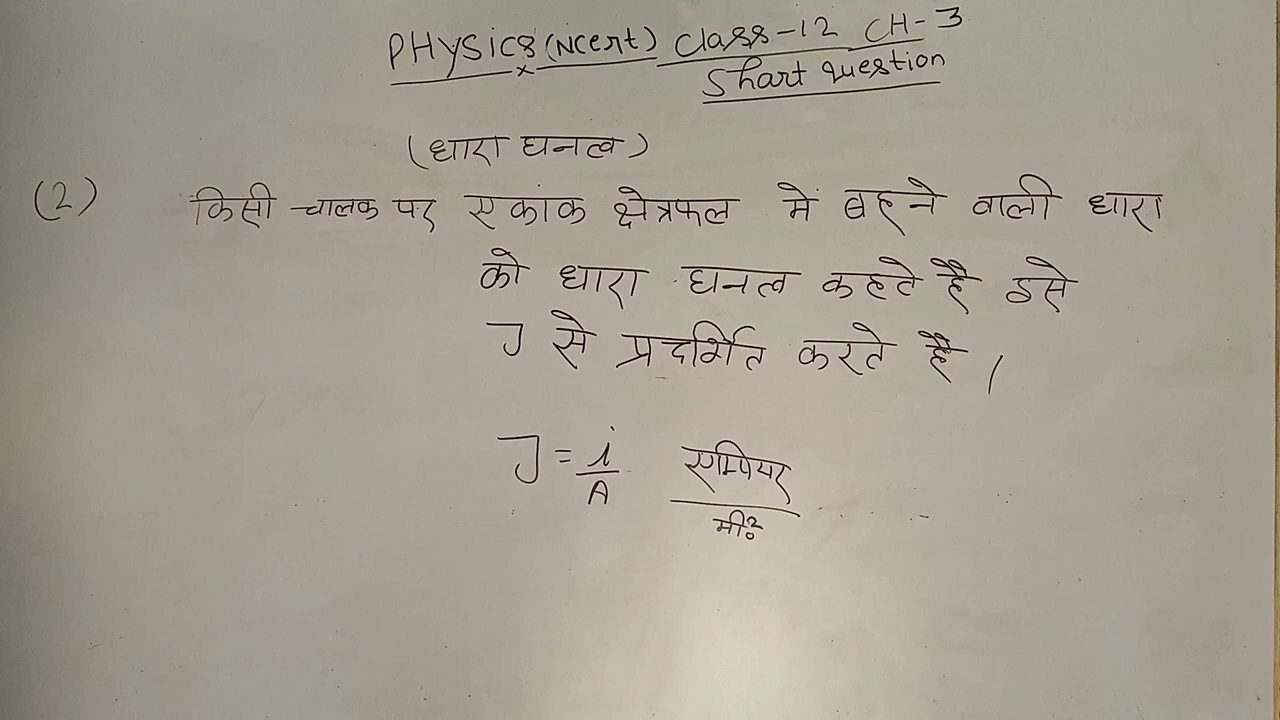 PHysics (Ncert) Class-12 CH-3
Short question
(धारा घनत्व)
(2) किसी चालक पर एकांक क्षेत्रफल में बहने वाली धारा
को धारा घनत्व कहते है इसे
J से प्रदर्शित करते है।
J = i/A एम्पियर/मी०²